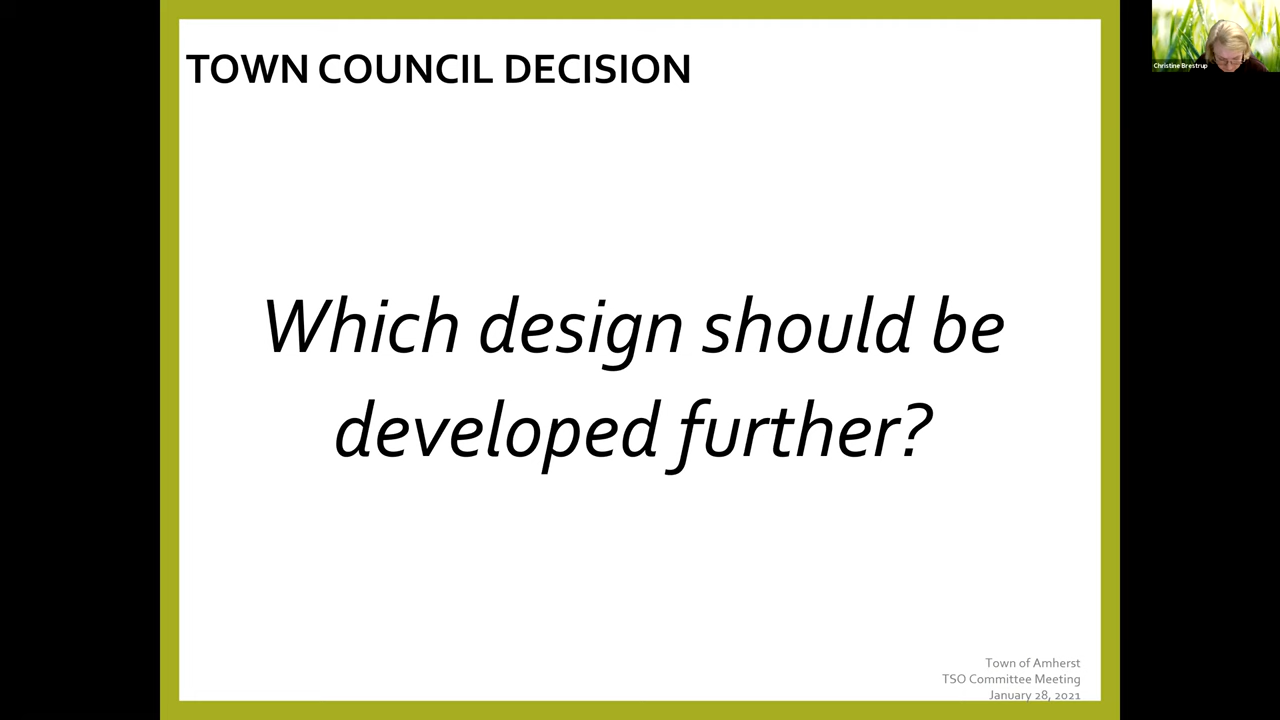 TOWN COUNCIL DECISION
Christine Brestrup
Which design should be
developed further?
Town of Amherst
TSO Committee Meeting
January 28, 2021